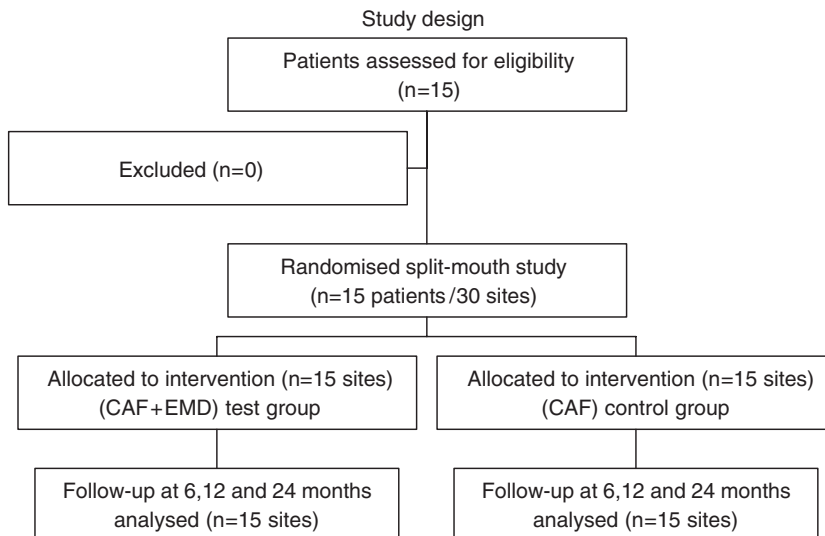 Study design
Patients assessed for eligibility
(n=15)
Excluded (n=0)
Randomised split-mouth study
(n=15 patients/30 sites)
Allocated to intervention (n=15 sites)
(CAF+EMD) test group
Allocated to intervention (n=15 sites)
(CAF) control group
Follow-up at 6,12 and 24 months
analysed (n=15 sites)
Follow-up at 6,12 and 24 months
analysed (n=15 sites)